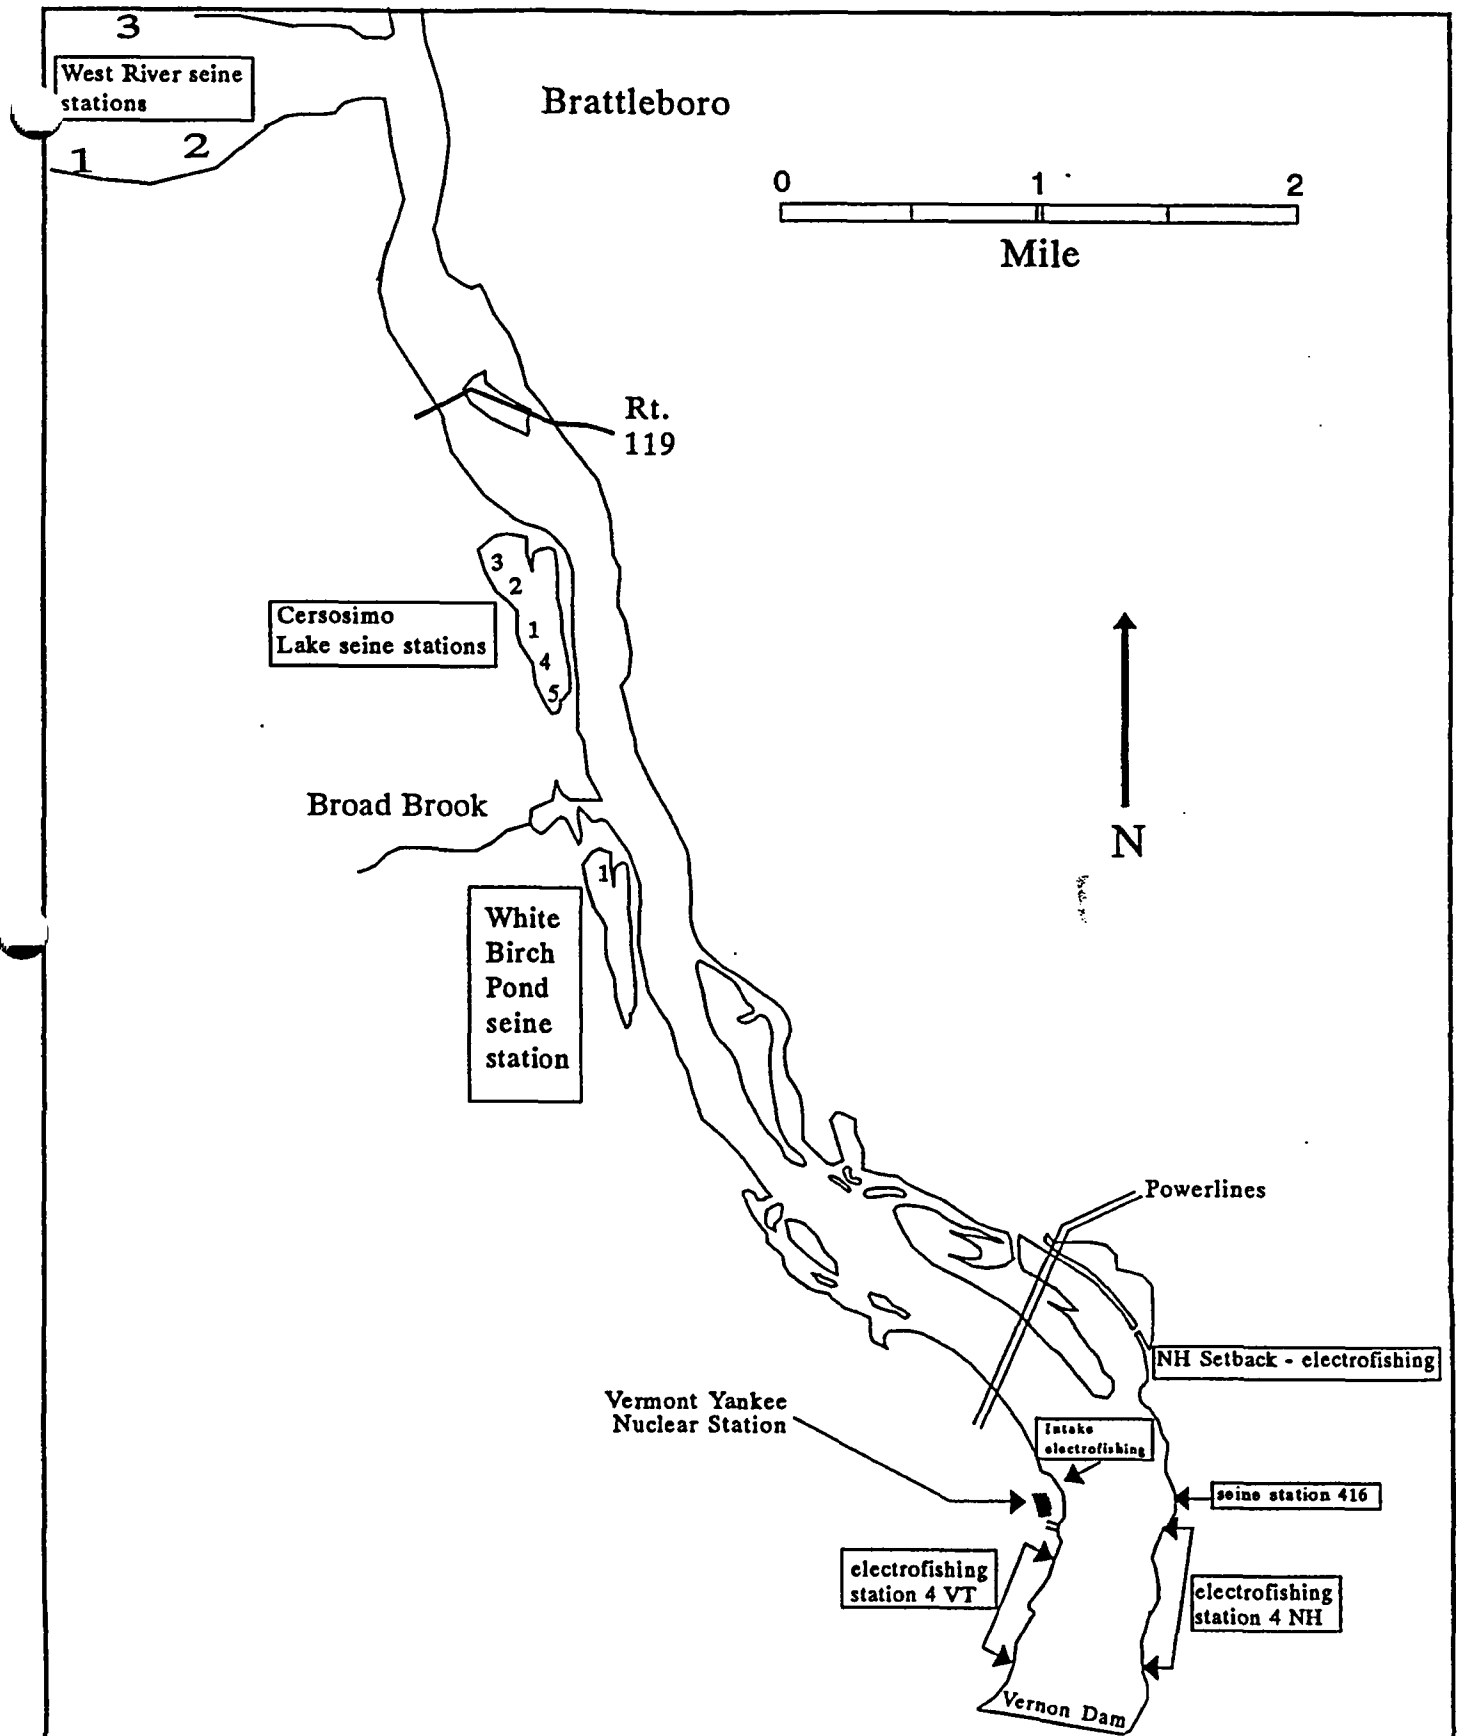 3
West River seine
stations
1
2
Brattleboro
0 1 2
Mile
Rt.
119
3
2
1
4
5
Cersosimo
Lake seine stations
N
Broad Brook
1
White
Birch
Pond
seine
station
Powerlines
NH Setback - electrofishing
Vermont Yankee
Nuclear Station
Intake
electrofishing
seine station 416
electrofishing
station 4 VT
electrofishing
station 4 NH
Vernon Dam